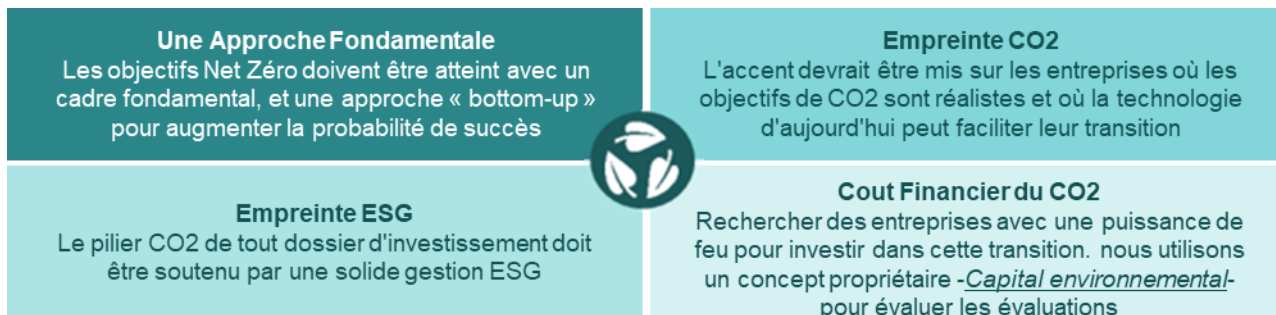 Une Approche Fondamentale
Les objectifs Net Zéro doivent être atteint avec un
cadre fondamental, et une approche « bottom-up »
pour augmenter la probabilité de succès
Empreinte CO2
L'accent devrait être mis sur les entreprises où les
objectifs de CO2 sont réalistes et où la technologie
d'aujourd'hui peut faciliter leur transition
Empreinte ESG
Le pilier CO2 de tout dossier d'investissement doit
être soutenu par une solide gestion ESG
Cout Financier du CO2
Rechercher des entreprises avec une puissance de
feu pour investir dans cette transition. nous utilisons
un concept propriétaire -Capital environnemental-
pour évaluer les évaluations